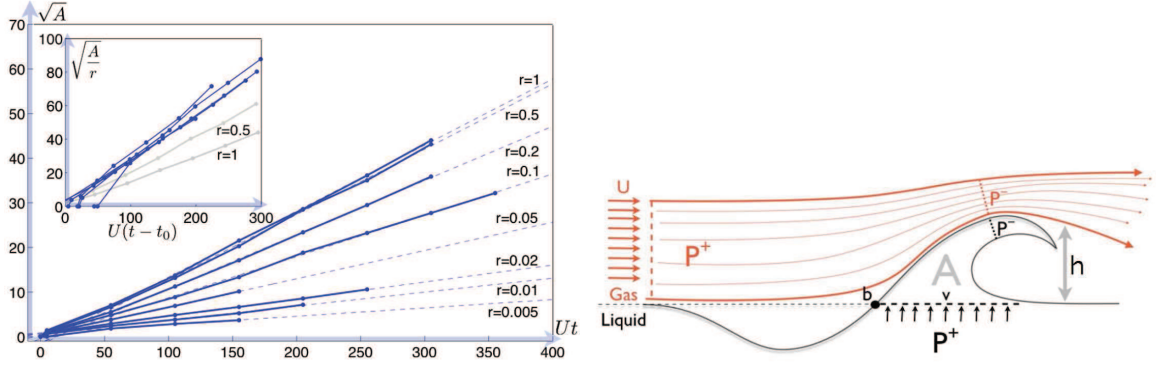 √A
70
60
50
40
30
20
10
0
0 50 100 150 200 250 300 350 400
Ut
r=1
r=0.5
r=0.2
r=0.1
r=0.05
r=0.02
r=0.01
r=0.005
100
80
60
40
20
0
√(A/r)
r=0.5
r=1
0 100 200 300
U(t − t₀)
U
P⁺
Gas
Liquid
b
v
P⁺
A
P⁻
P⁻
h